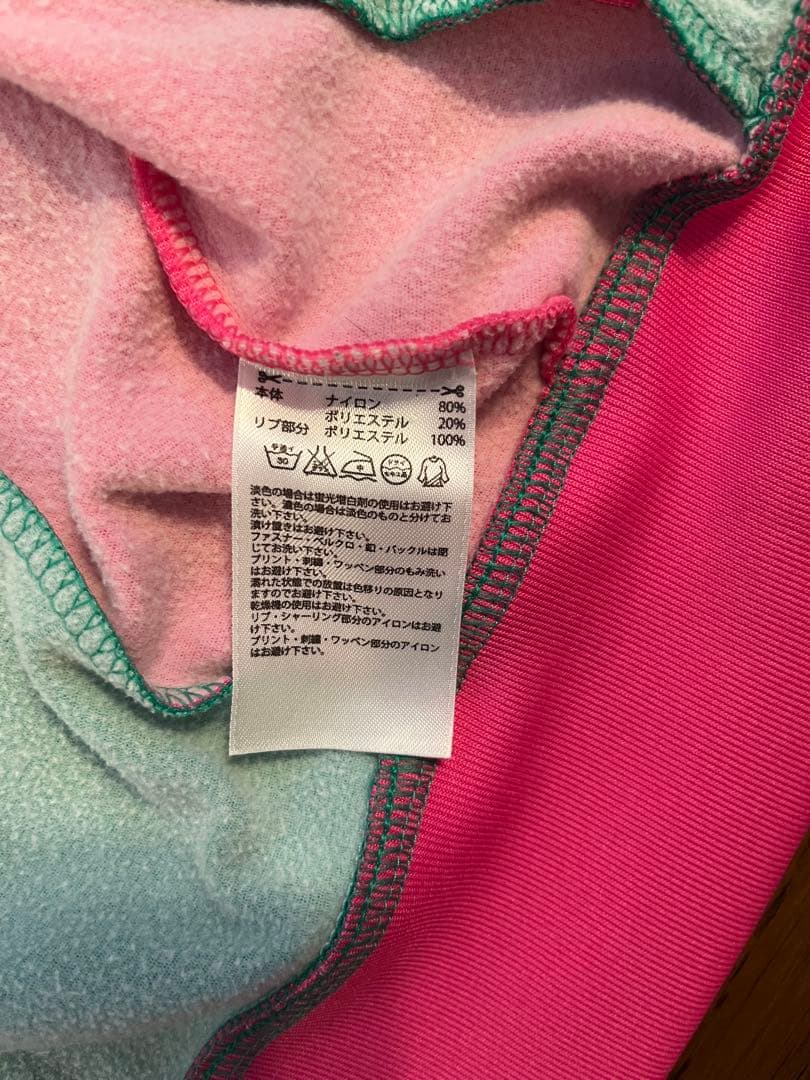 本体 ナイロン 80%
ポリエステル 20%
リブ部分 ポリエステル 100%
手洗イ 30 中 ドライ
淡色の場合は蛍光増白剤の使用はお避け下
さい。濃色の場合は淡色のものと分けてお
洗い下さい。
漬け置きはお避け下さい。
ファスナー・ベルクロ・釦・バックルは閉
じてお洗い下さい。
プリント・刺繍・ワッペン部分のもみ洗い
はお避け下さい。
濡れた状態での放置は色移りの原因となり
ますのでお避け下さい。
乾燥機の使用はお避け下さい。
リブ・シャーリング部分のアイロンはお避
け下さい。
プリント・刺繍・ワッペン部分のアイロン
はお避け下さい。